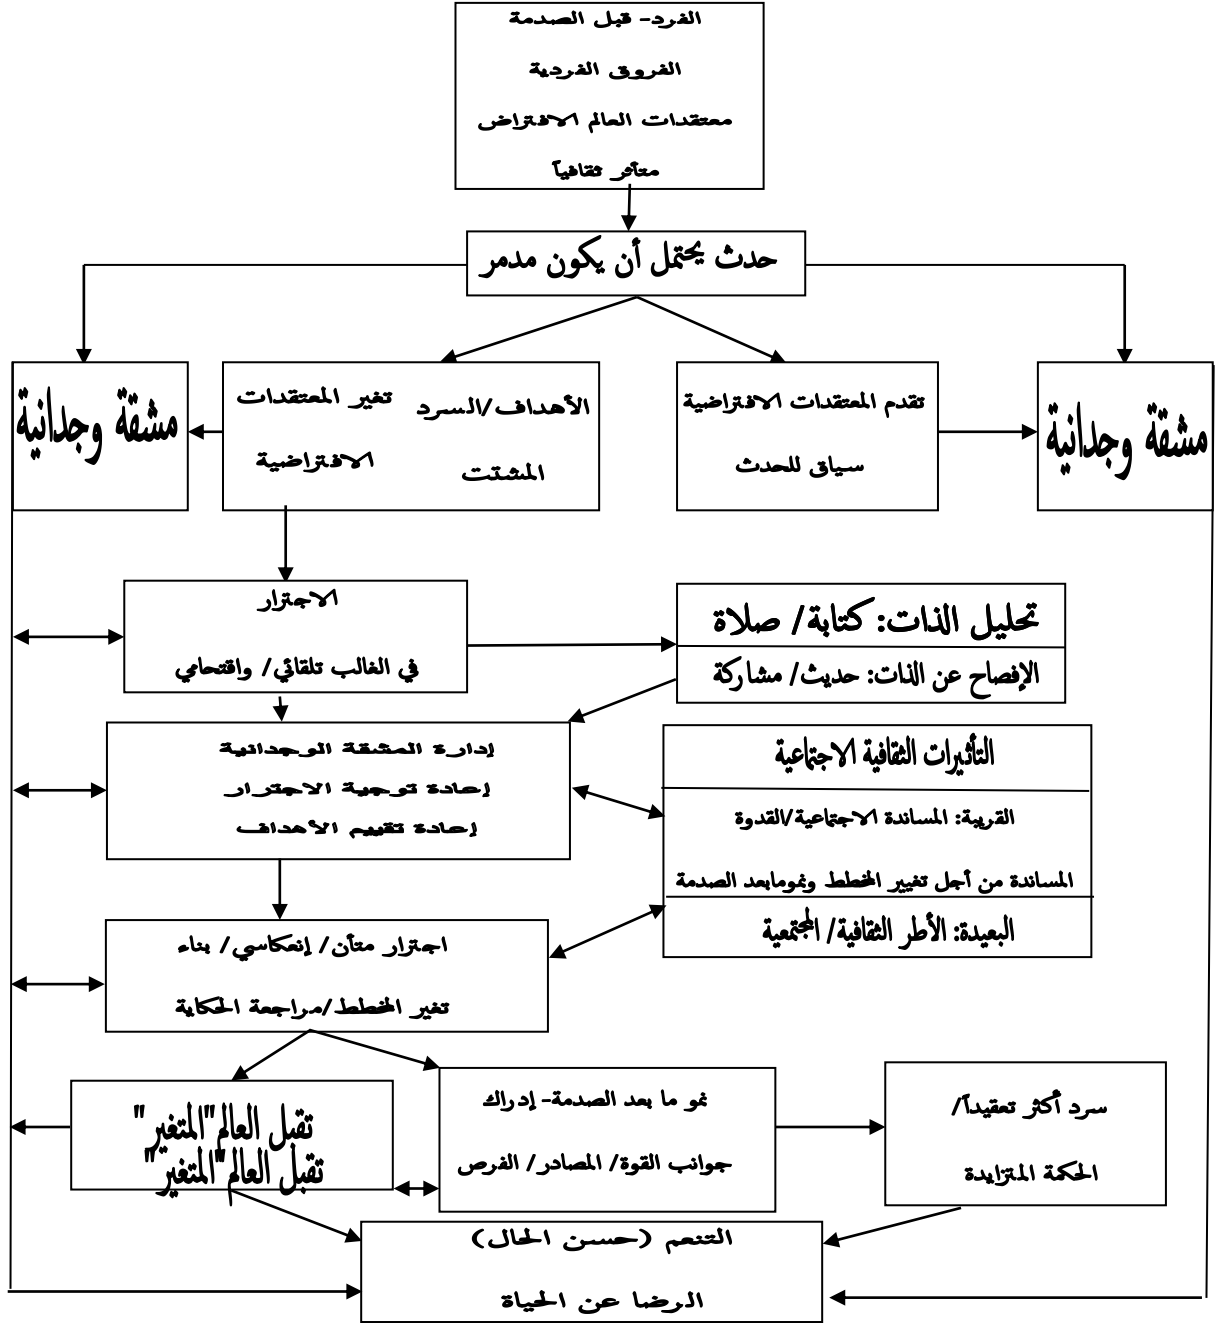 الفرد- قبل الصدمة
الفروق الفردية
معتقدات العالم الافتراض
متأثر ثقافياً
حدث يحتمل أن يكون مدمر
مشقة وجدانية
تقدم المعتقدات الافتراضية
سياق للحدث
الأهداف/السرد
المشتت
تغير المعتقدات
الافتراضية
مشقة وجدانية
الاجترار
في الغالب تلقائي/ واقتحامي
تحليل الذات: كتابة/ صلاة
الإفصاح عن الذات: حديث/ مشاركة
إدارة المشقة الوجدانية
إعادة توجية الاجترار
إعادة تقييم الأهداف
التأثيرات الثقافية الاجتماعية
القريبة: المساندة الاجتماعية/القدوة
المساندة من أجل تغيير المخطط ونمومابعد الصدمة
البعيدة: الأطر الثقافية/ المجتمعية
اجترار متأن/ إنعكاسي/ بناء
تغير المخطط/مراجعة الحكاية
سرد أكثر تعقيداً/
الحكمة المتزايدة
نمو ما بعد الصدمة- إدراك
جوانب القوة/ المصادر/ الفرص
تقبل العالم"المتغير"
تقبل العالم"المتغير"
التنعم (حسن الحال)
الرضا عن الحياة